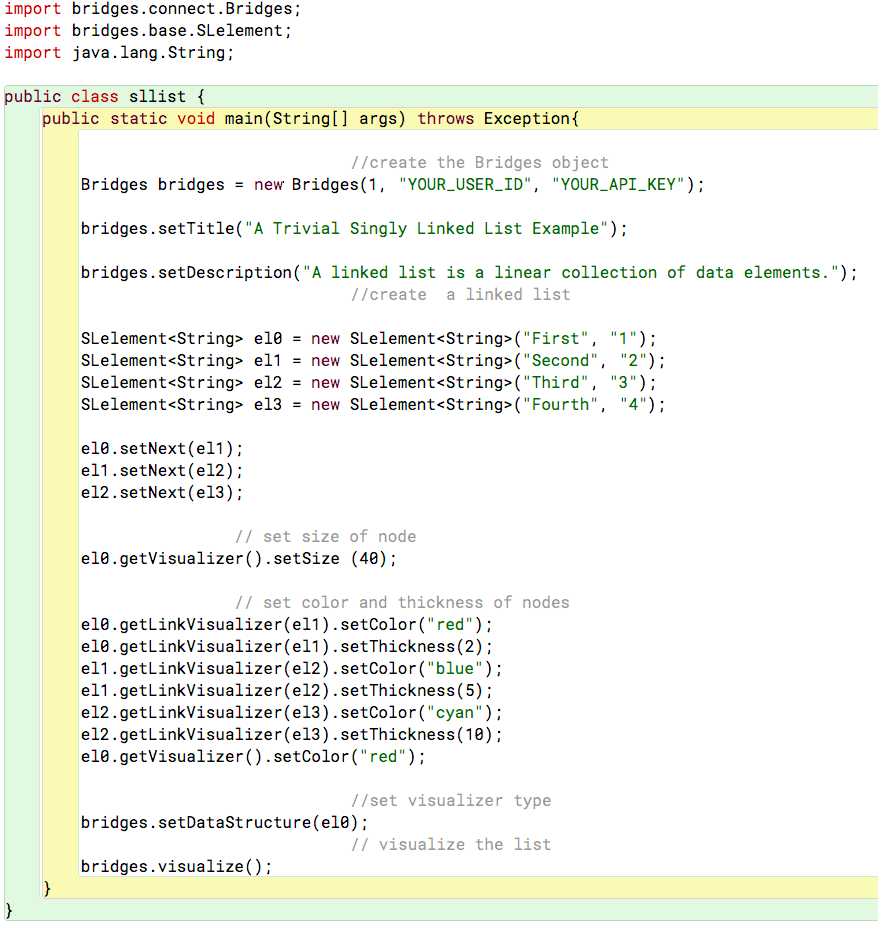 import bridges.connect.Bridges;
import bridges.base.SLelement;
import java.lang.String;
public class sllist {
public static void main(String[] args) throws Exception{
//create the Bridges object
Bridges bridges = new Bridges(1, "YOUR_USER_ID", "YOUR_API_KEY");
bridges.setTitle("A Trivial Singly Linked List Example");
bridges.setDescription("A linked list is a linear collection of data elements.");
//create  a linked list
SLelement<String> el0 = new SLelement<String>("First", "1");
SLelement<String> el1 = new SLelement<String>("Second", "2");
SLelement<String> el2 = new SLelement<String>("Third", "3");
SLelement<String> el3 = new SLelement<String>("Fourth", "4");
el0.setNext(el1);
el1.setNext(el2);
el2.setNext(el3);
// set size of node
el0.getVisualizer().setSize (40);
// set color and thickness of nodes
el0.getLinkVisualizer(el1).setColor("red");
el0.getLinkVisualizer(el1).setThickness(2);
el1.getLinkVisualizer(el2).setColor("blue");
el1.getLinkVisualizer(el2).setThickness(5);
el2.getLinkVisualizer(el3).setColor("cyan");
el2.getLinkVisualizer(el3).setThickness(10);
el0.getVisualizer().setColor("red");
//set visualizer type
bridges.setDataStructure(el0);
// visualize the list
bridges.visualize();
}
}